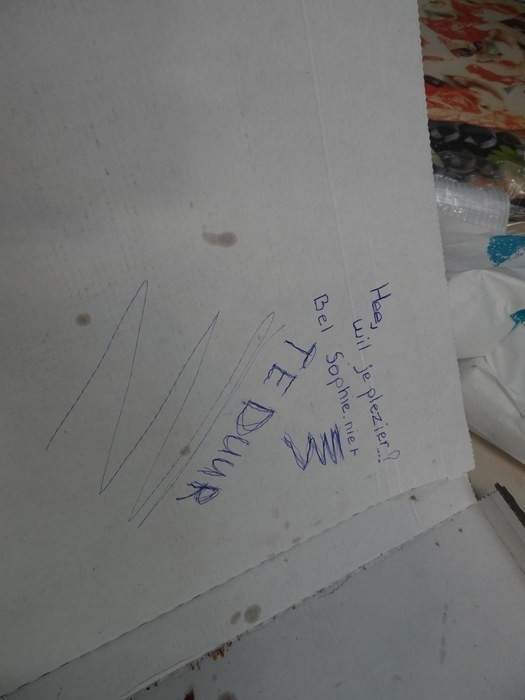 Hee,
wil je plezier?
Bel Sophie.niet
TE DUUR